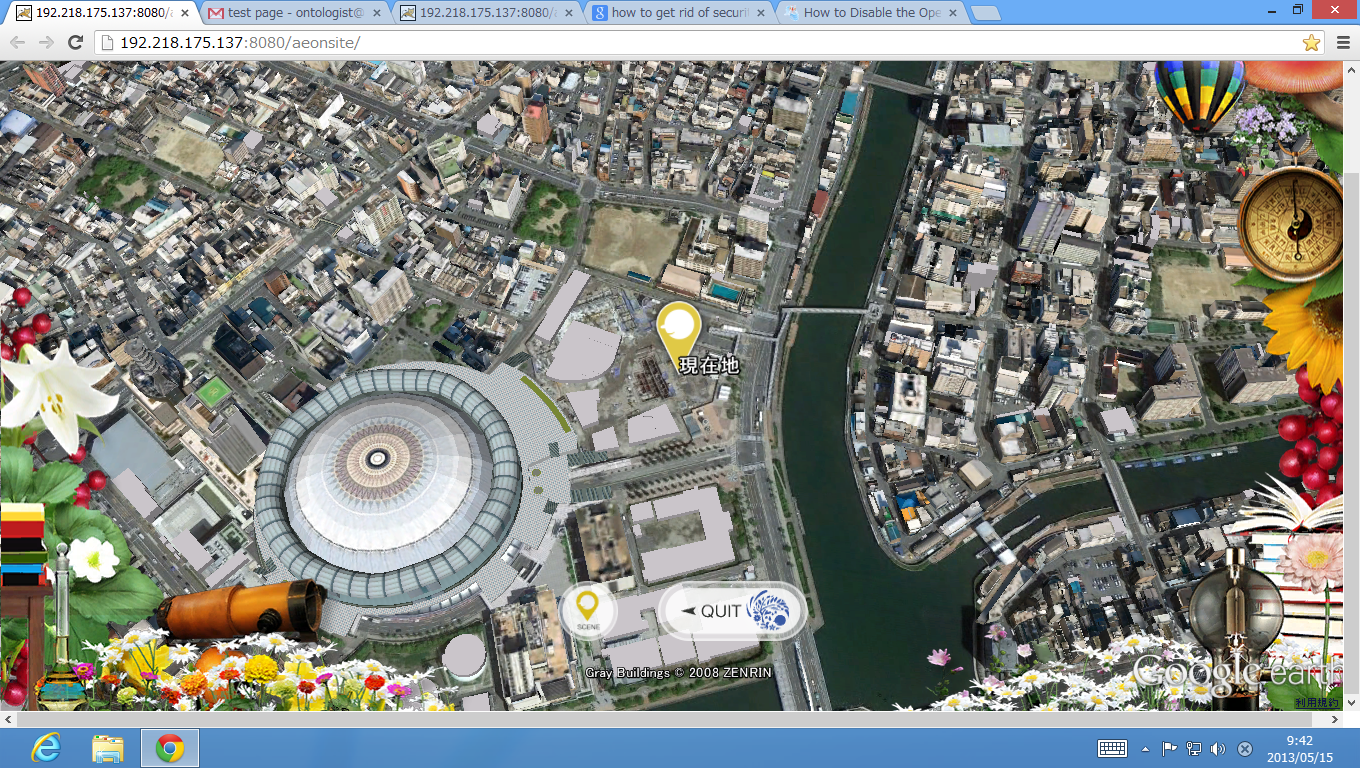 192.218.175.137:8080/a
test page - ontologist@
192.218.175.137:8080/a
how to get rid of securi
How to Disable the Ope
192.218.175.137:8080/aeonsite/
現在地
SCENE
QUIT
Gray Buildings © 2008 ZENRIN
Google earth
利用規約
9:42
2013/05/15